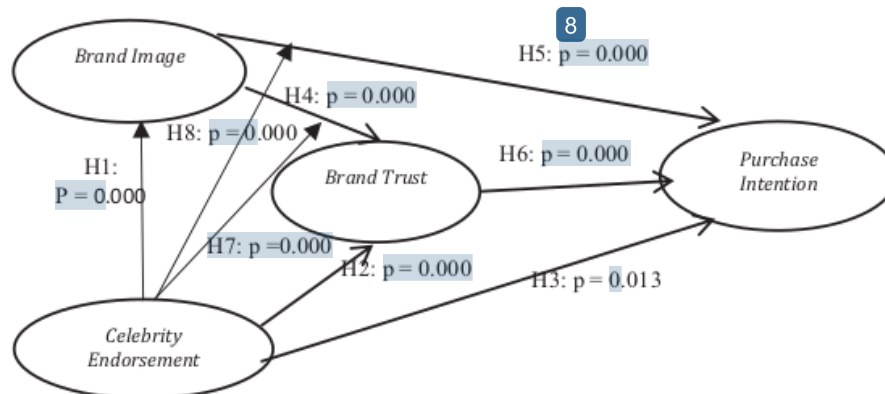 8
Brand Image
H5: p = 0.000
H4: p = 0.000
H8: p = 0.000
H1:
P = 0.000
H6: p = 0.000
Brand Trust
Purchase
Intention
H7: p =0.000
H2: p = 0.000
H3: p = 0.013
Celebrity
Endorsement